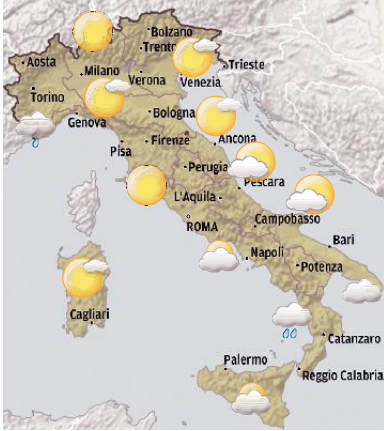 Bolzano
Aosta
Trento
Trieste
Milano
Verona
Venezia
Torino
Genova
Bologna
Pisa
Firenze
Ancona
Perugia
Pescara
L'Aquila
ROMA
Campobasso
Bari
Napoli
Potenza
Cagliari
Catanzaro
Palermo
Reggio Calabria